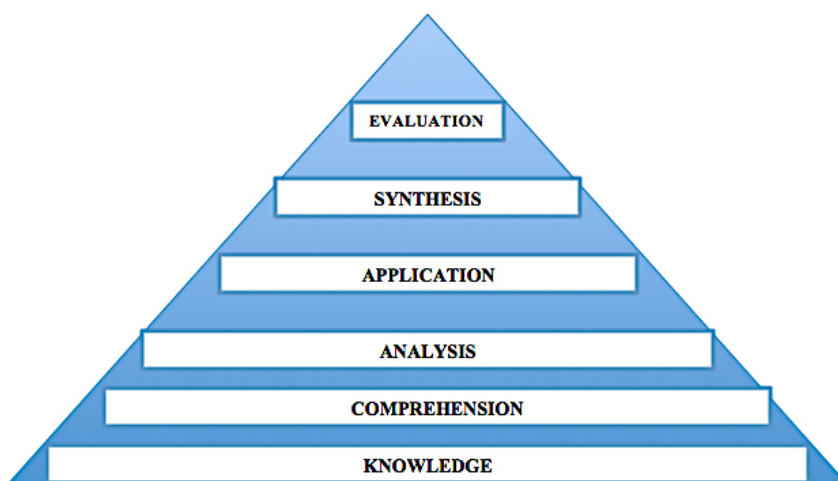 EVALUATION
SYNTHESIS
APPLICATION
ANALYSIS
COMPREHENSION
KNOWLEDGE